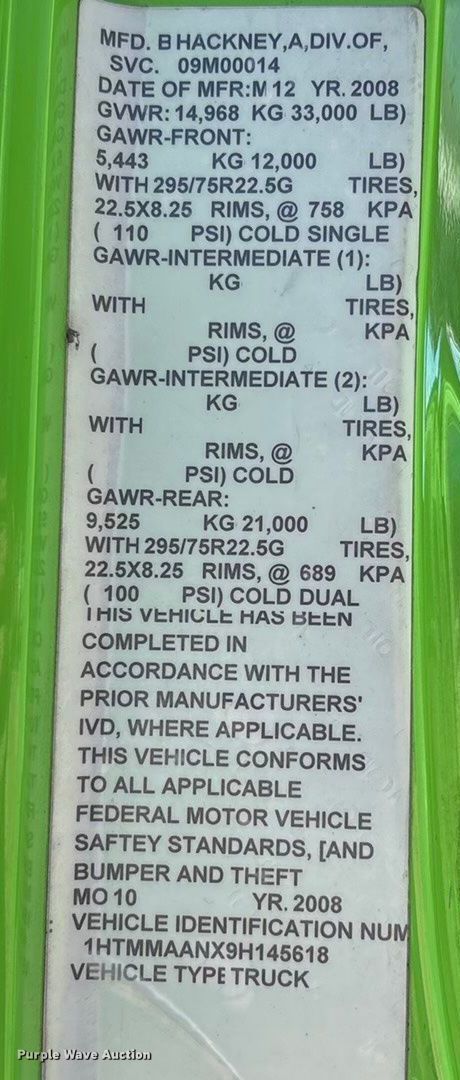 MFD. B HACKNEY,A,DIV.OF,
SVC. 09M00014
DATE OF MFR:M 12 YR. 2008
GVWR: 14,968 KG 33,000 LB)
GAWR-FRONT:
5,443 KG 12,000 LB)
WITH 295/75R22.5G TIRES,
22.5X8.25 RIMS, @ 758 KPA
( 110 PSI) COLD SINGLE
GAWR-INTERMEDIATE (1):
KG LB)
WITH TIRES,
RIMS, @ KPA
( PSI) COLD
GAWR-INTERMEDIATE (2):
KG LB)
WITH TIRES,
RIMS, @ KPA
( PSI) COLD
GAWR-REAR:
9,525 KG 21,000 LB)
WITH 295/75R22.5G TIRES,
22.5X8.25 RIMS, @ 689 KPA
( 100 PSI) COLD DUAL
THIS VEHICLE HAS BEEN
COMPLETED IN
ACCORDANCE WITH THE
PRIOR MANUFACTURERS'
IVD, WHERE APPLICABLE.
THIS VEHICLE CONFORMS
TO ALL APPLICABLE
FEDERAL MOTOR VEHICLE
SAFTEY STANDARDS, [AND
BUMPER AND THEFT
MO 10 YR. 2008
: VEHICLE IDENTIFICATION NUM
1HTMMAANX9H145618
VEHICLE TYPE TRUCK
Purple Wave Auction